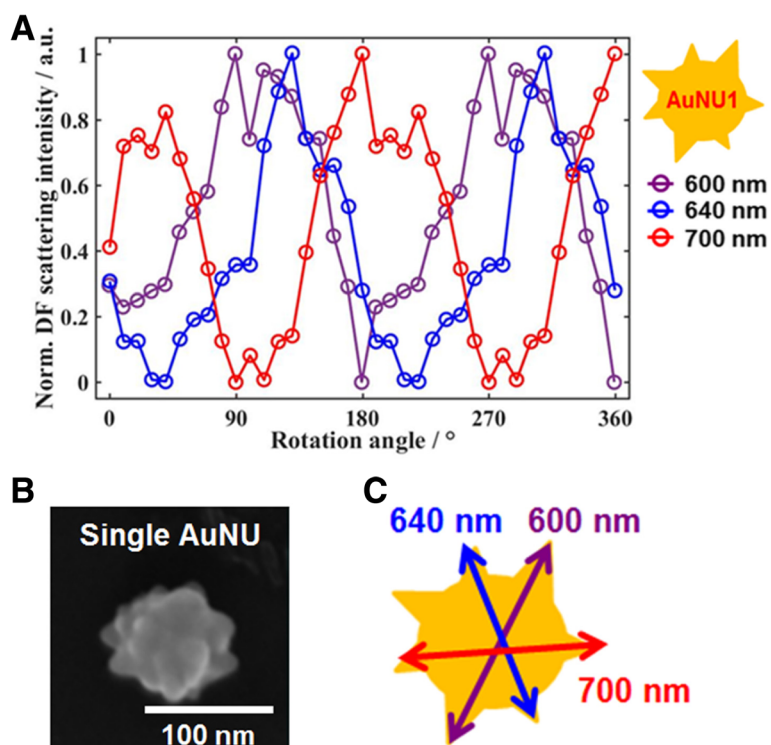 A
Norm. DF scattering intenisity / a.u.
1
0.8
0.6
0.4
0.2
0
0 90 180 270 360
Rotation angle / °
AuNU1
600 nm
640 nm
700 nm
B
Single AuNU
100 nm
C
640 nm 600 nm
700 nm